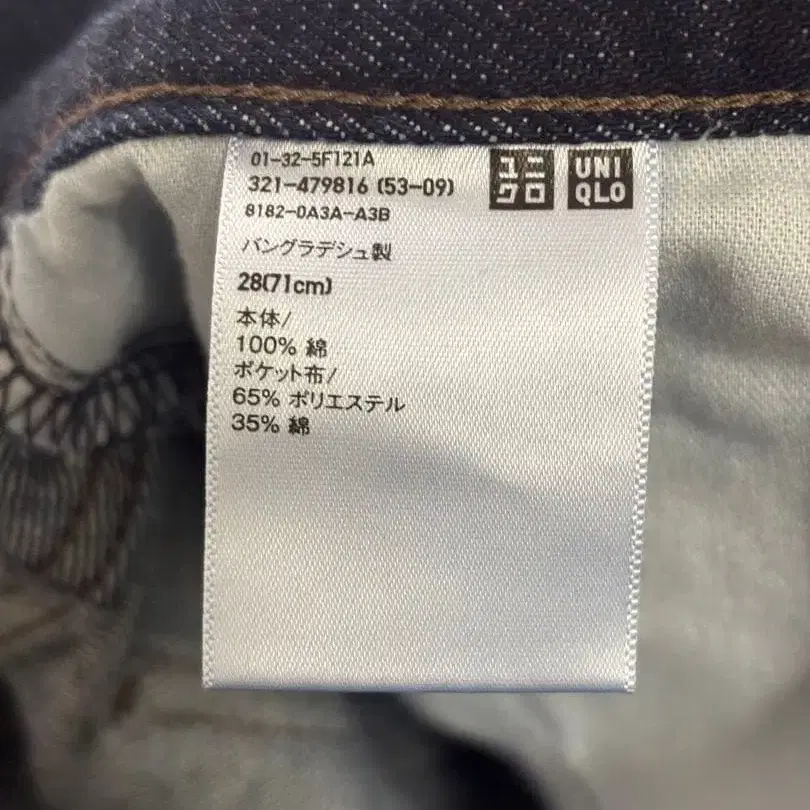 01-32-5F121A
321-479816 (53-09)
8182-0A3A-A3B
ユニクロ
UNIQLO
バングラデシュ製
28(71cm)
本体/
100% 綿
ポケット布/
65% ポリエステル
35% 綿